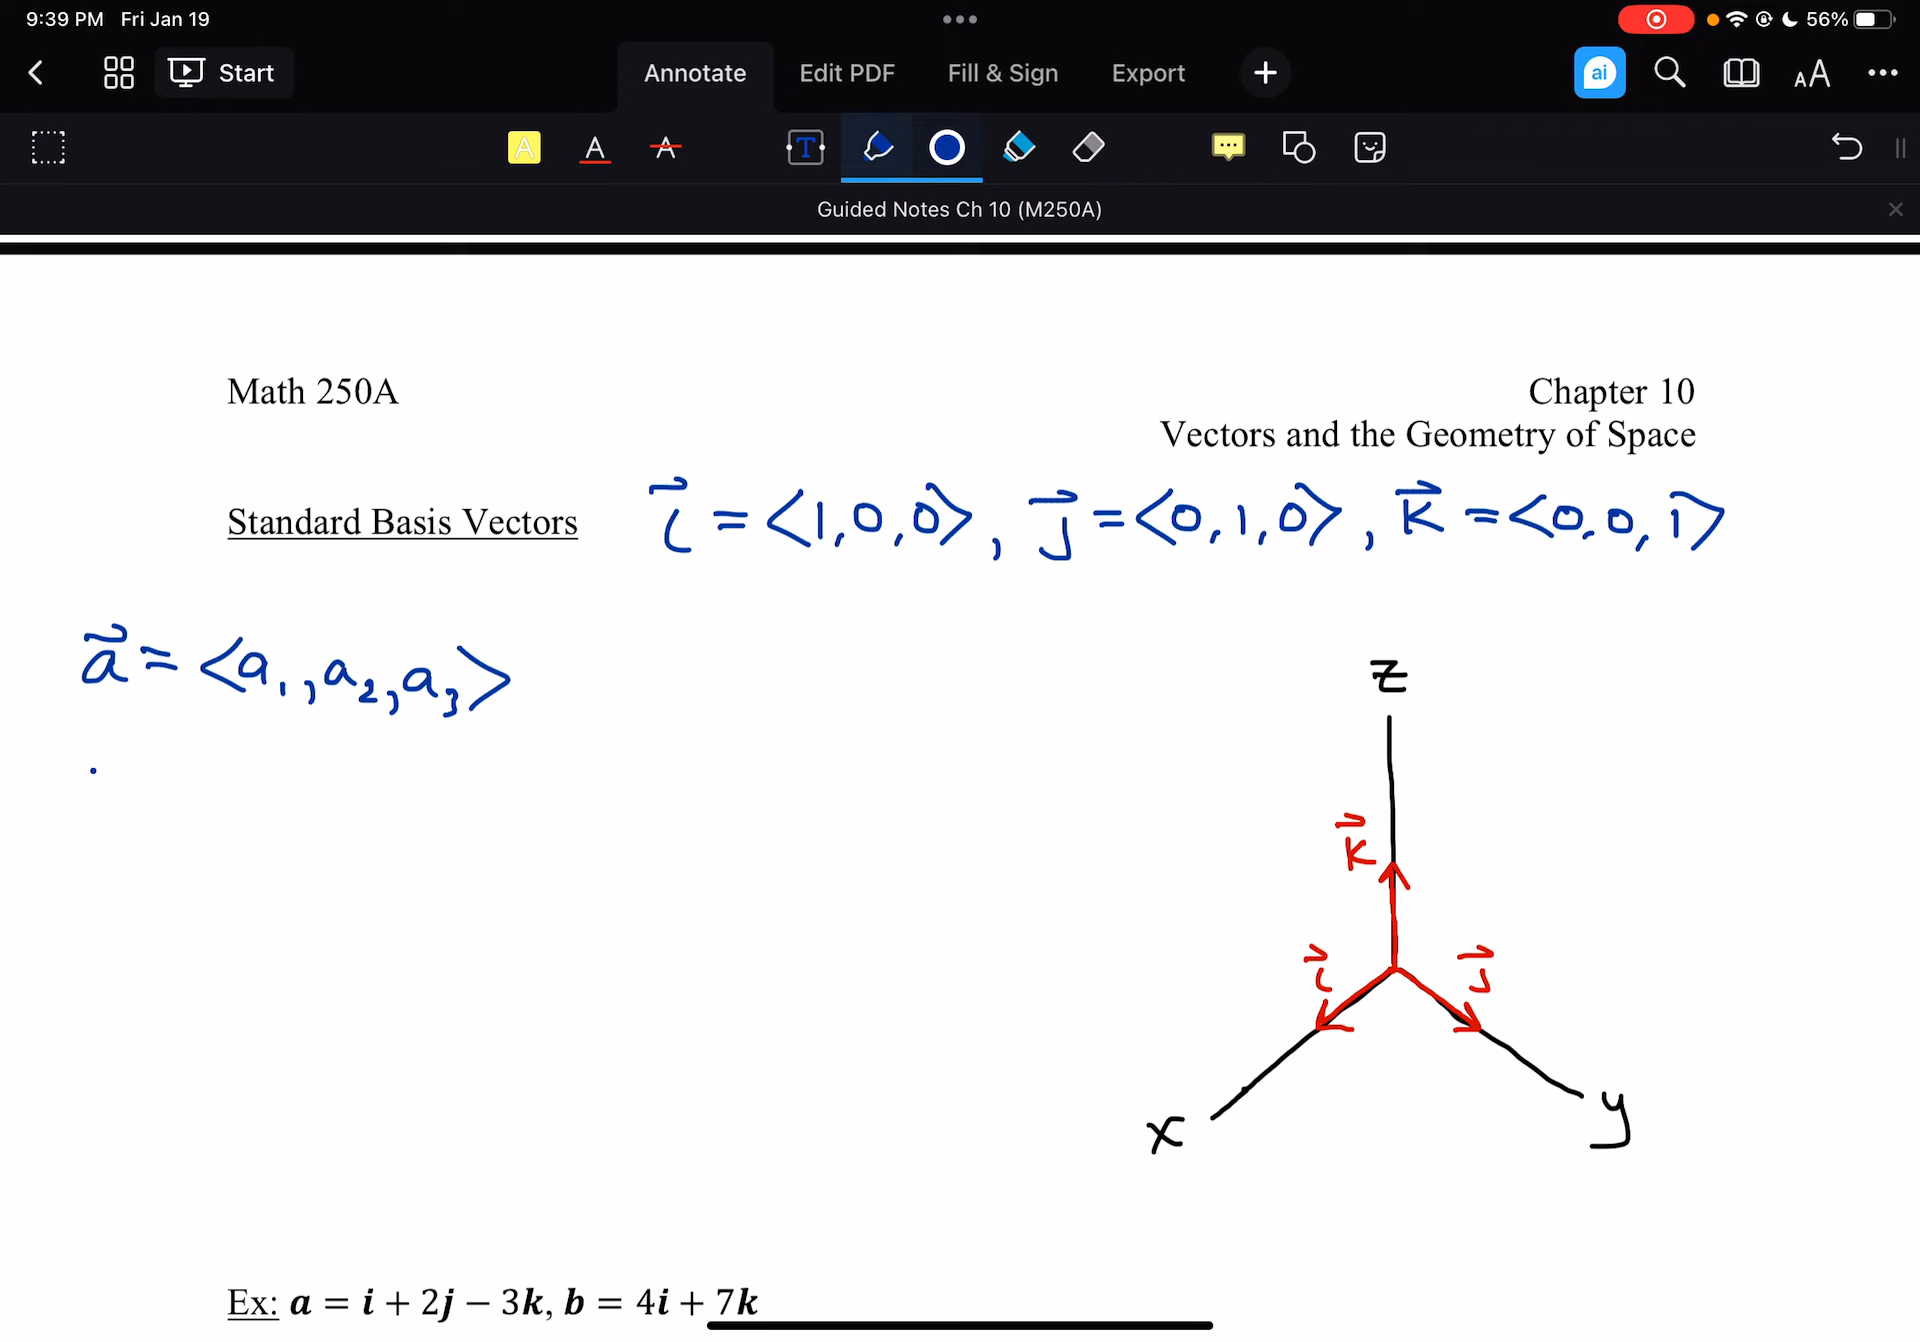 9:39 PM Fri Jan 19 56%
Start Annotate Edit PDF Fill & Sign Export ai AA
A A A T
Guided Notes Ch 10 (M250A)
Math 250A Chapter 10
Vectors and the Geometry of Space
Standard Basis Vectors i⃗ = <1,0,0>, j⃗ = <0,1,0>, k⃗ = <0,0,1>
a⃗ = <a₁,a₂,a₃>
z
k⃗
i⃗ j⃗
x y
Ex: a = i + 2j − 3k, b = 4i + 7k